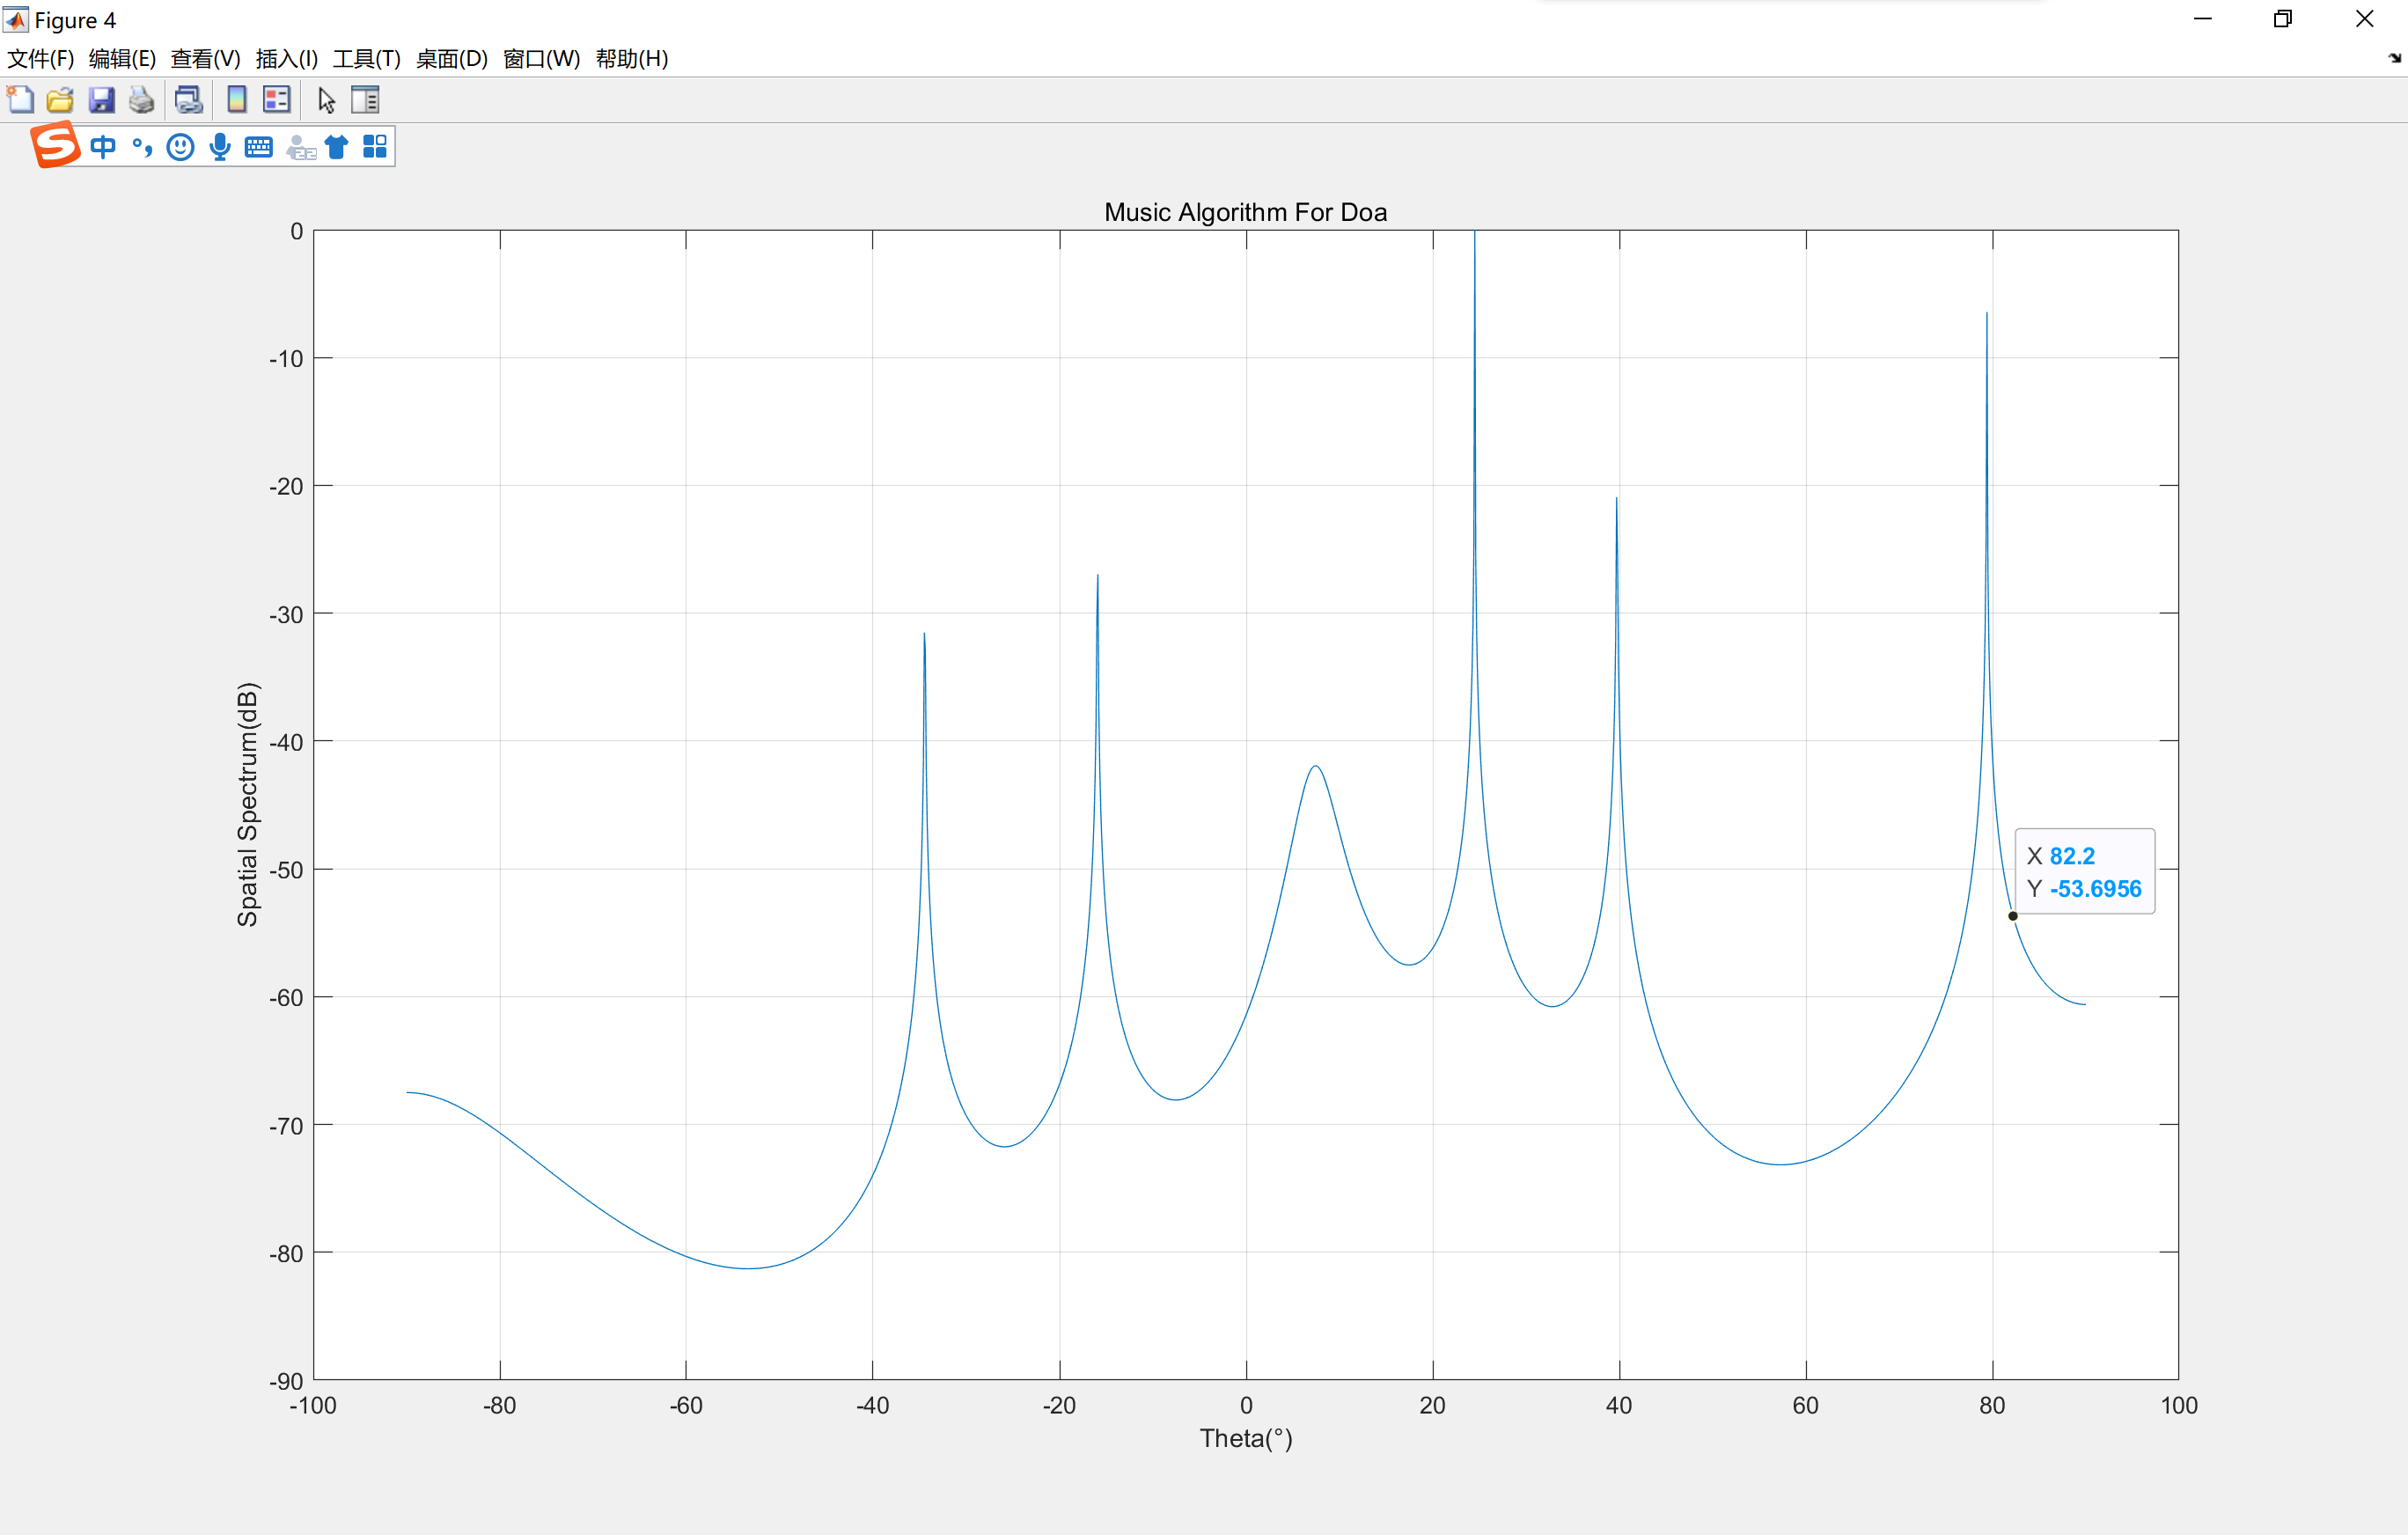 Figure 4
文件(F) 编辑(E) 查看(V) 插入(I) 工具(T) 桌面(D) 窗口(W) 帮助(H)
S 中 °,
Music Algorithm For Doa
0
-10
-20
-30
-40
-50
-60
-70
-80
-90
Spatial Spectrum(dB)
X 82.2
Y -53.6956
-100 -80 -60 -40 -20 0 20 40 60 80 100
Theta(°)